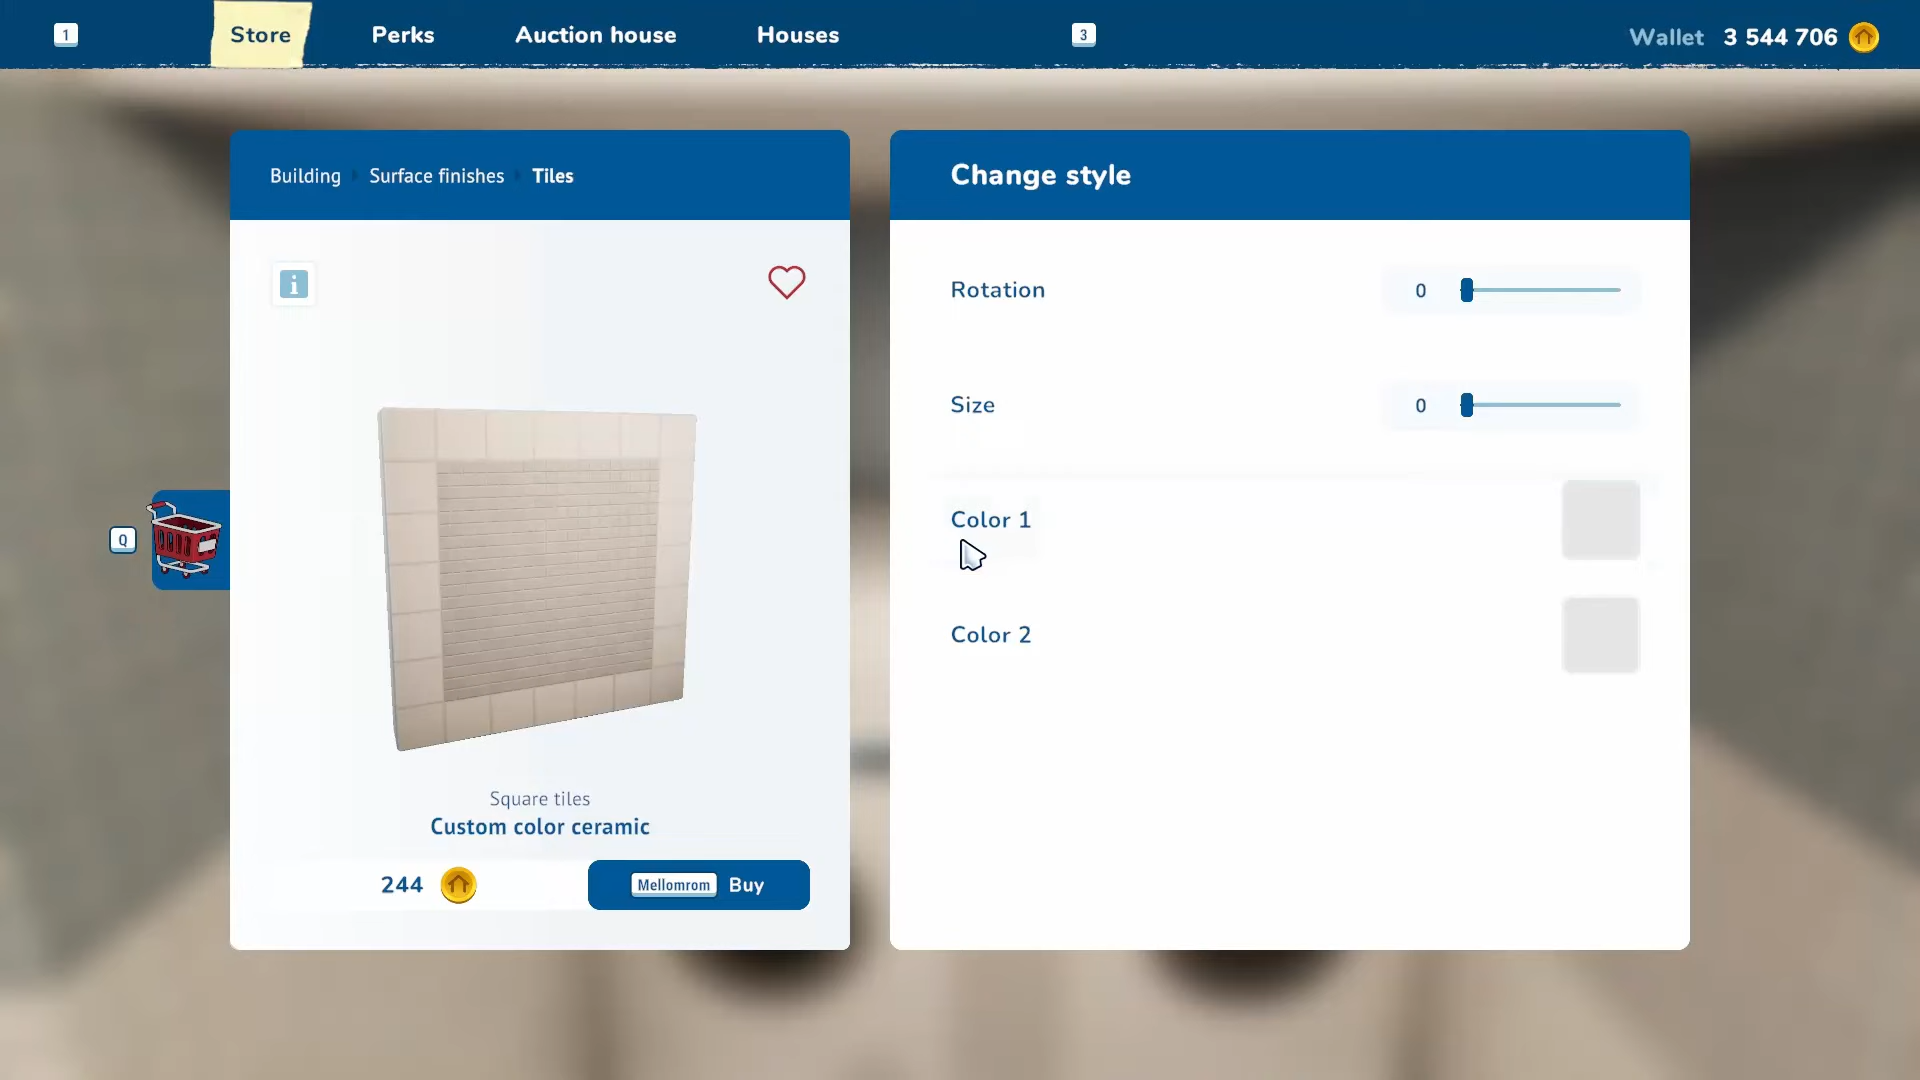 1
Store
Perks
Auction house
Houses
3
Wallet 3 544 706
Building Surface finishes Tiles
i
Q
Square tiles
Custom color ceramic
244
Mellomrom Buy
Change style
Rotation 0
Size 0
Color 1
Color 2